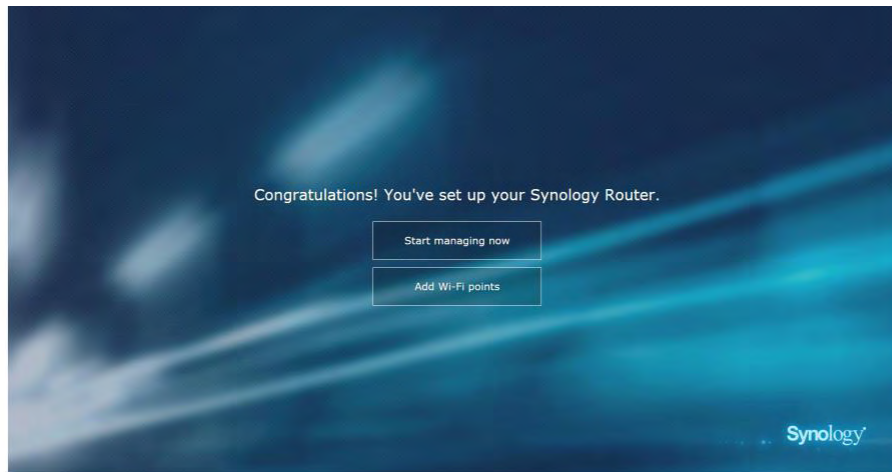 Congratulations! You've set up your Synology Router.
Start managing now
Add Wi-Fi points
Synology